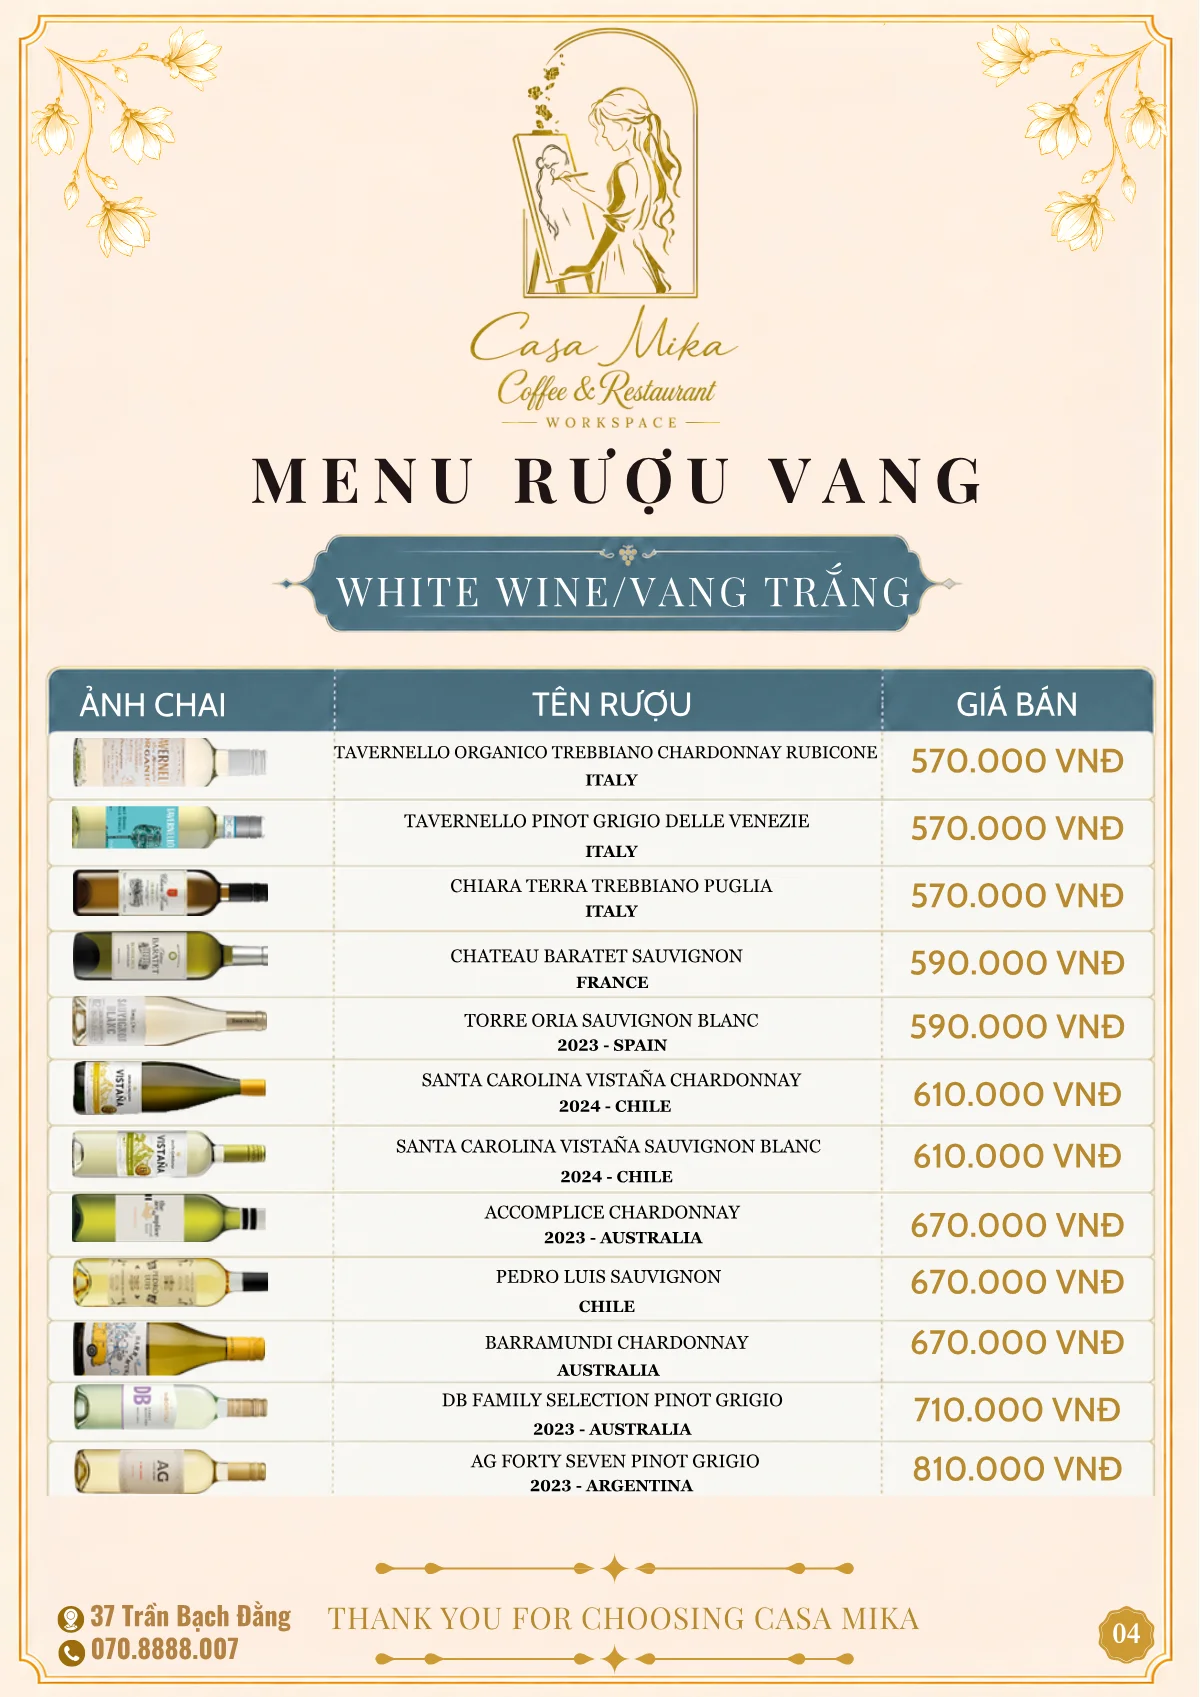 Casa Mika
Coffee & Restaurant
WORKSPACE
MENU RƯỢU VANG
WHITE WINE/VANG TRẮNG
ẢNH CHAI TÊN RƯỢU GIÁ BÁN
TAVERNELLO ORGANICO TREBBIANO CHARDONNAY RUBICONE
ITALY
570.000 VNĐ
TAVERNELLO PINOT GRIGIO DELLE VENEZIE
ITALY
570.000 VNĐ
CHIARA TERRA TREBBIANO PUGLIA
ITALY
570.000 VNĐ
BARATET
CHATEAU BARATET SAUVIGNON
FRANCE
590.000 VNĐ
SAUVIGNON
BLANC
TORRE ORIA SAUVIGNON BLANC
2023 - SPAIN
590.000 VNĐ
VISTAÑA
SANTA CAROLINA VISTAÑA CHARDONNAY
2024 - CHILE
610.000 VNĐ
VISTAÑA
SANTA CAROLINA VISTAÑA SAUVIGNON BLANC
2024 - CHILE
610.000 VNĐ
ACCOMPLICE CHARDONNAY
2023 - AUSTRALIA
670.000 VNĐ
PEDRO LUIS SAUVIGNON
CHILE
670.000 VNĐ
BARRAMUNDI CHARDONNAY
AUSTRALIA
670.000 VNĐ
DB
DB FAMILY SELECTION PINOT GRIGIO
2023 - AUSTRALIA
710.000 VNĐ
AG
AG FORTY SEVEN PINOT GRIGIO
2023 - ARGENTINA
810.000 VNĐ
37 Trần Bạch Đằng
070.8888.007
THANK YOU FOR CHOOSING CASA MIKA
04